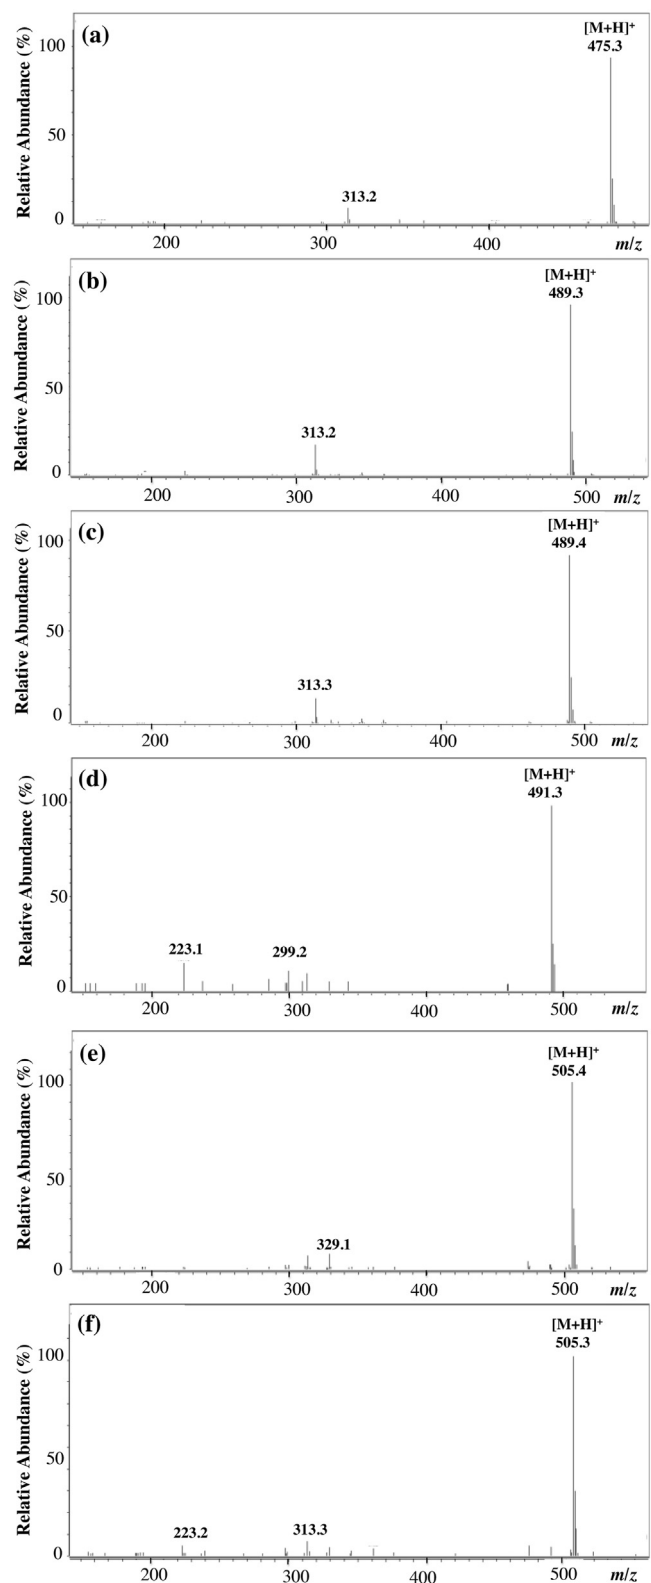 (a)
[M+H]⁺
475.3
Relative Abundance (%)
100
50
0
313.2
200 300 400 m/z
(b)
[M+H]⁺
489.3
Relative Abundance (%)
100
50
0
313.2
200 300 400 500 m/z
(c)
[M+H]⁺
489.4
Relative Abundance (%)
100
50
0
313.3
200 300 400 500 m/z
(d)
[M+H]⁺
491.3
Relative Abundance (%)
100
50
0
223.1 299.2
200 300 400 500 m/z
(e)
[M+H]⁺
505.4
Relative Abundance (%)
100
50
0
329.1
200 300 400 500 m/z
(f)
[M+H]⁺
505.3
Relative Abundance (%)
100
50
0
223.2 313.3
200 300 400 500 m/z